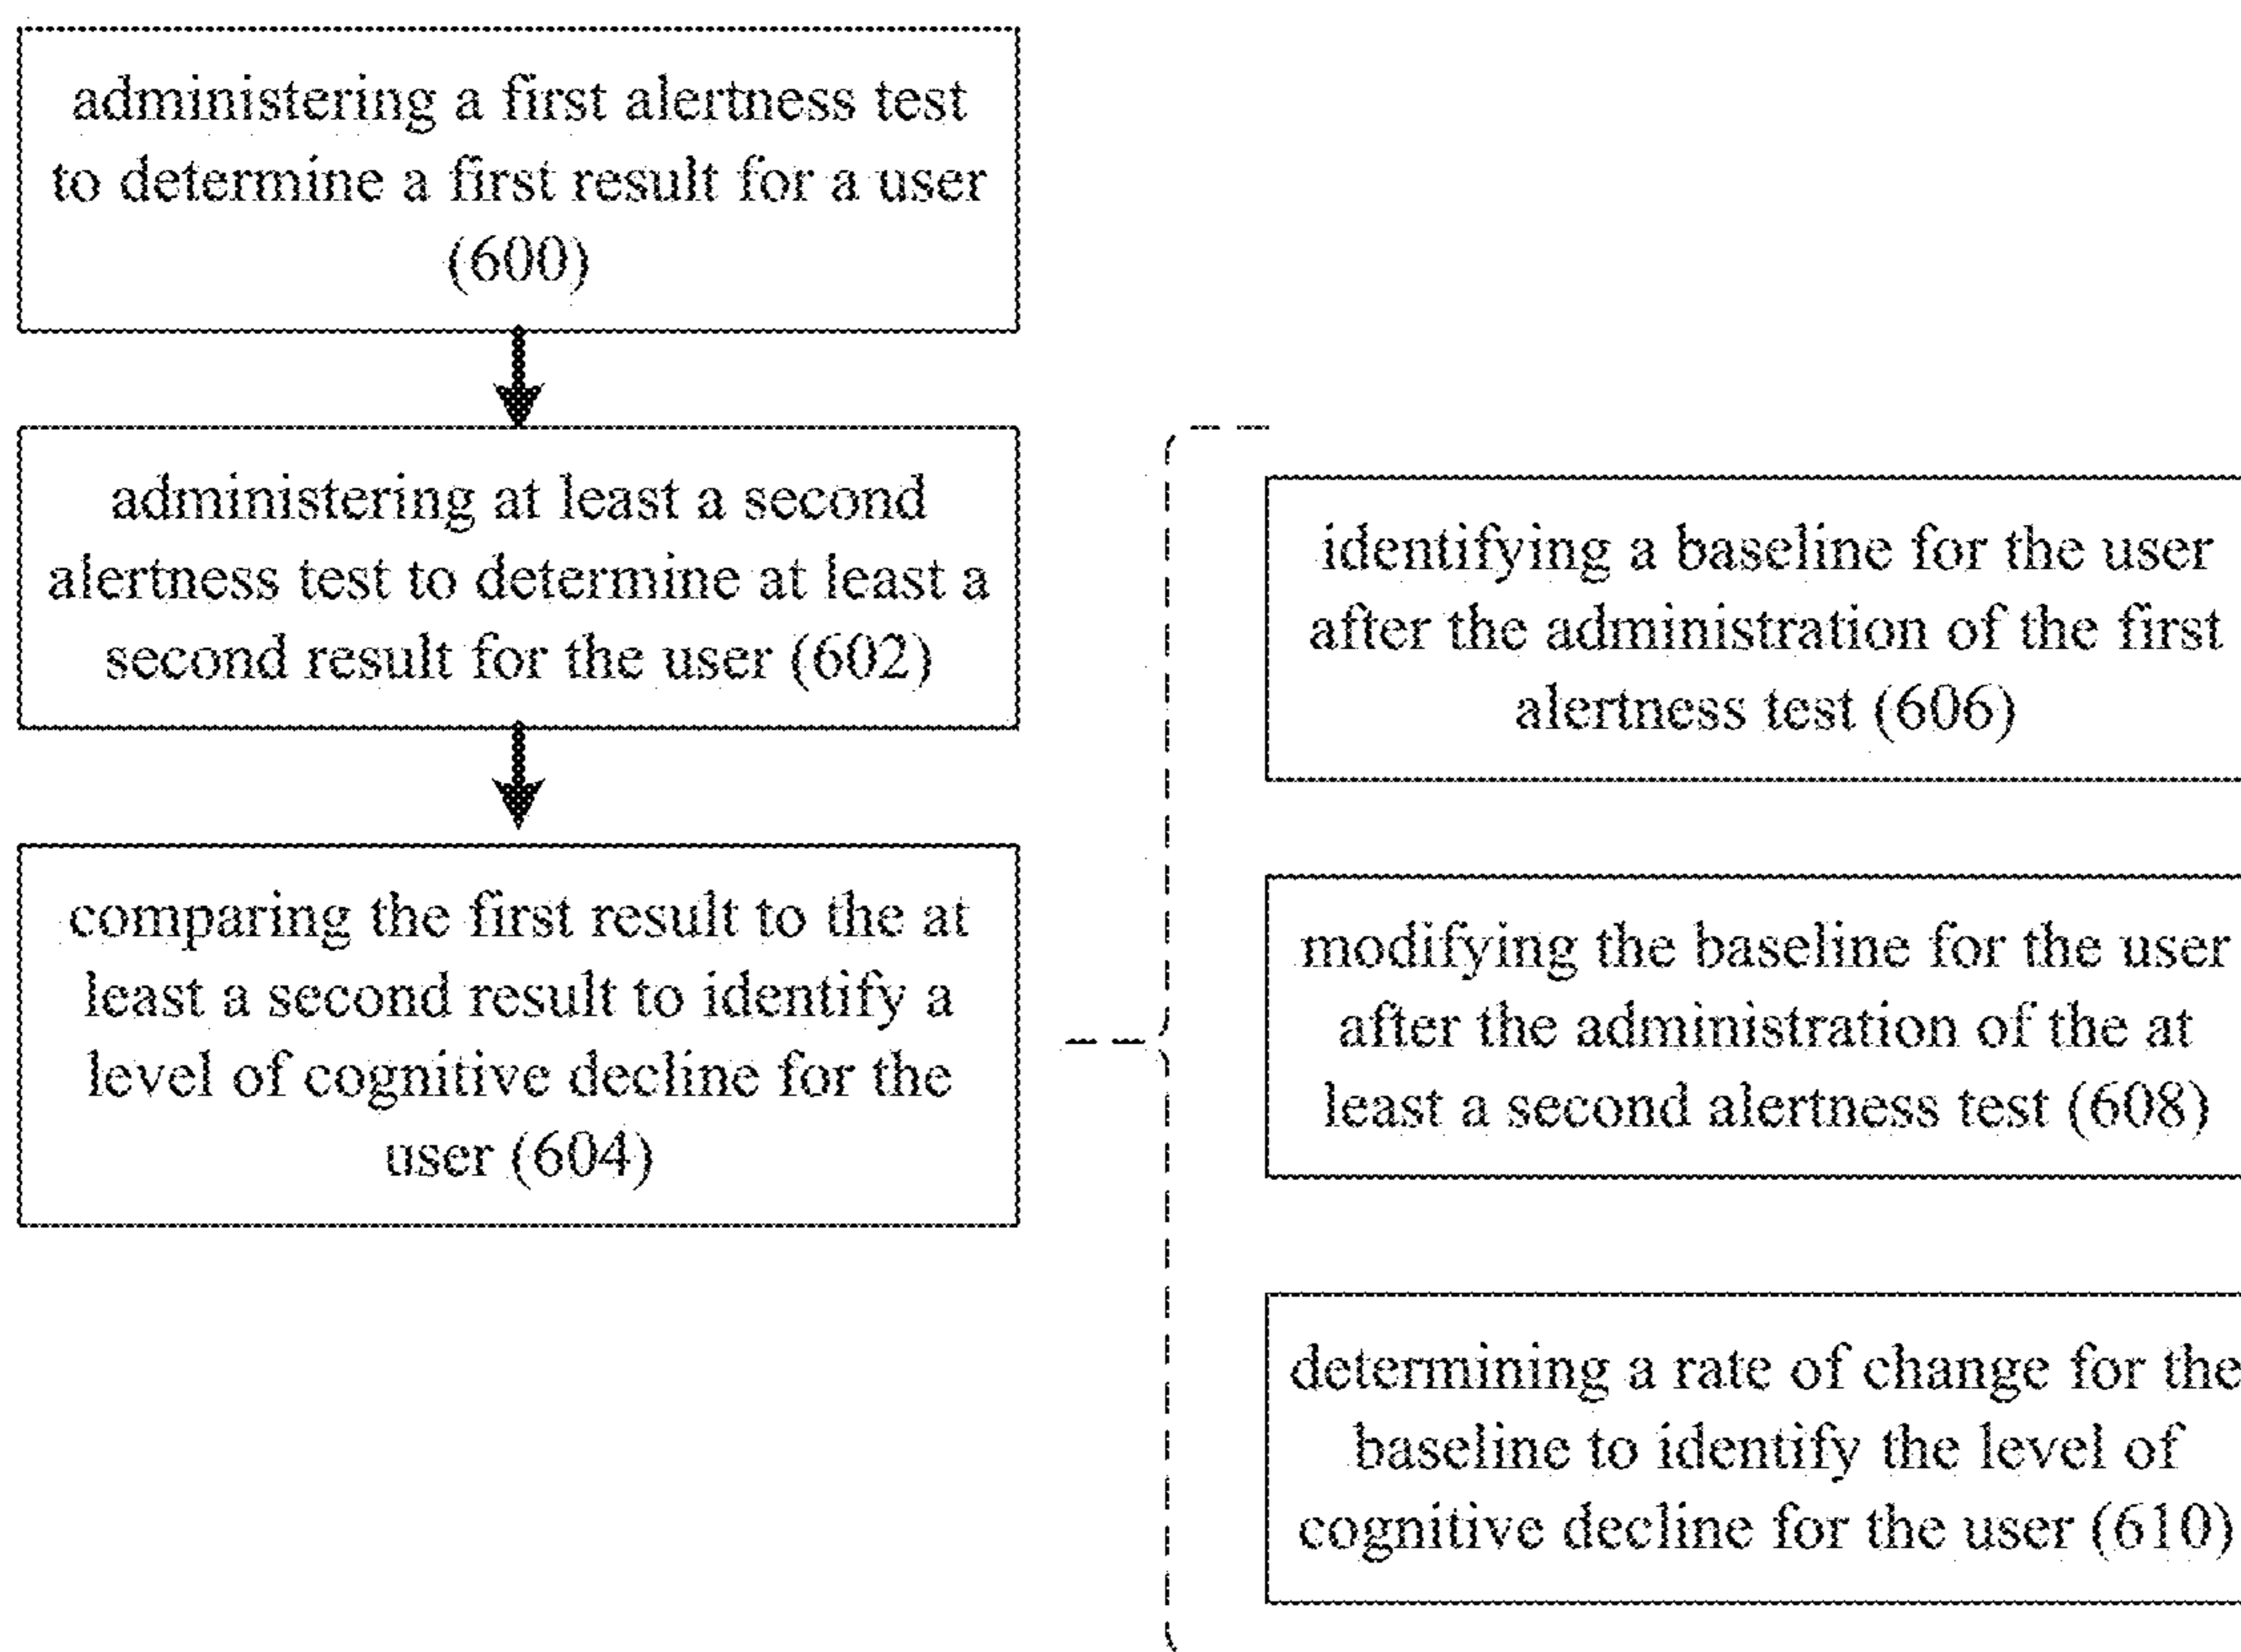 administering a first alertness test
to determine a first result for a user
(600)
administering at least a second
alertness test to determine at least a
second result for the user (602)
comparing the first result to the at
least a second result to identify a
level of cognitive decline for the
user (604)
identifying a baseline for the user
after the administration of the first
alertness test (606)
modifying the baseline for the user
after the administration of the at
least a second alertness test (608)
determining a rate of change for the
baseline to identify the level of
cognitive decline for the user (610)